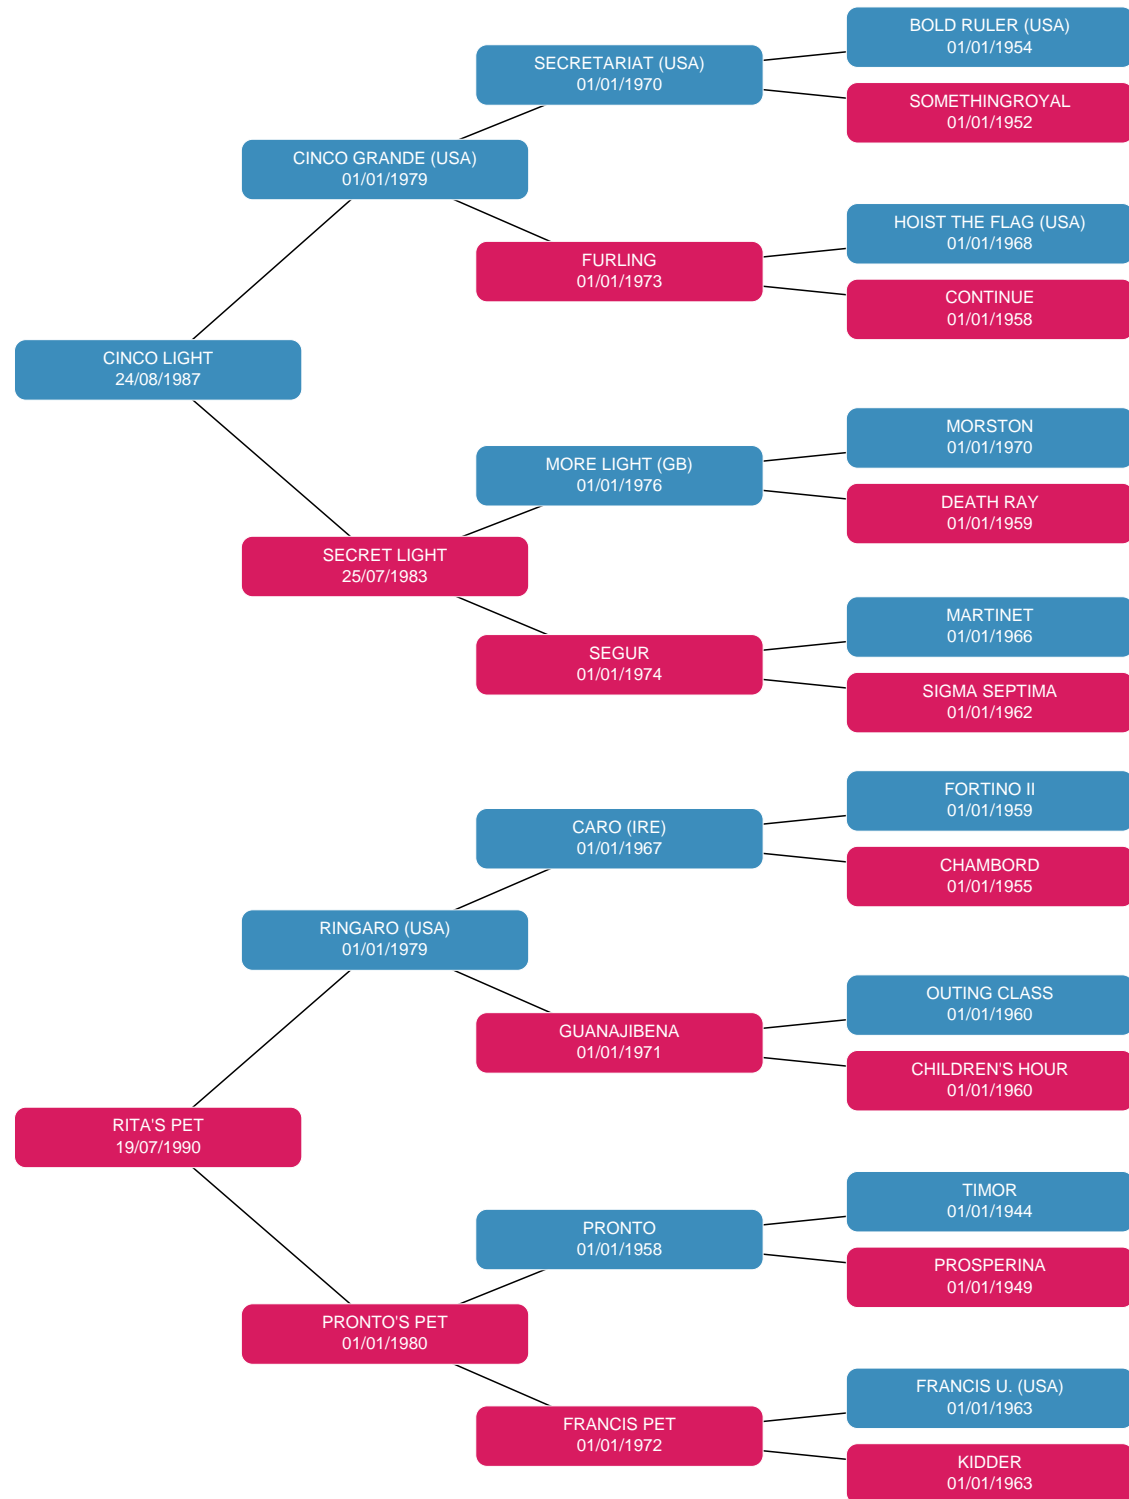 BOLD RULER (USA)
01/01/1954
SECRETARIAT (USA)
01/01/1970
SOMETHINGROYAL
01/01/1952
CINCO GRANDE (USA)
01/01/1979
HOIST THE FLAG (USA)
01/01/1968
FURLING
01/01/1973
CONTINUE
01/01/1958
CINCO LIGHT
24/08/1987
MORSTON
01/01/1970
MORE LIGHT (GB)
01/01/1976
DEATH RAY
01/01/1959
SECRET LIGHT
25/07/1983
MARTINET
01/01/1966
SEGUR
01/01/1974
SIGMA SEPTIMA
01/01/1962
FORTINO II
01/01/1959
CARO (IRE)
01/01/1967
CHAMBORD
01/01/1955
RINGARO (USA)
01/01/1979
OUTING CLASS
01/01/1960
GUANAJIBENA
01/01/1971
CHILDREN'S HOUR
01/01/1960
RITA'S PET
19/07/1990
TIMOR
01/01/1944
PRONTO
01/01/1958
PROSPERINA
01/01/1949
PRONTO'S PET
01/01/1980
FRANCIS U. (USA)
01/01/1963
FRANCIS PET
01/01/1972
KIDDER
01/01/1963